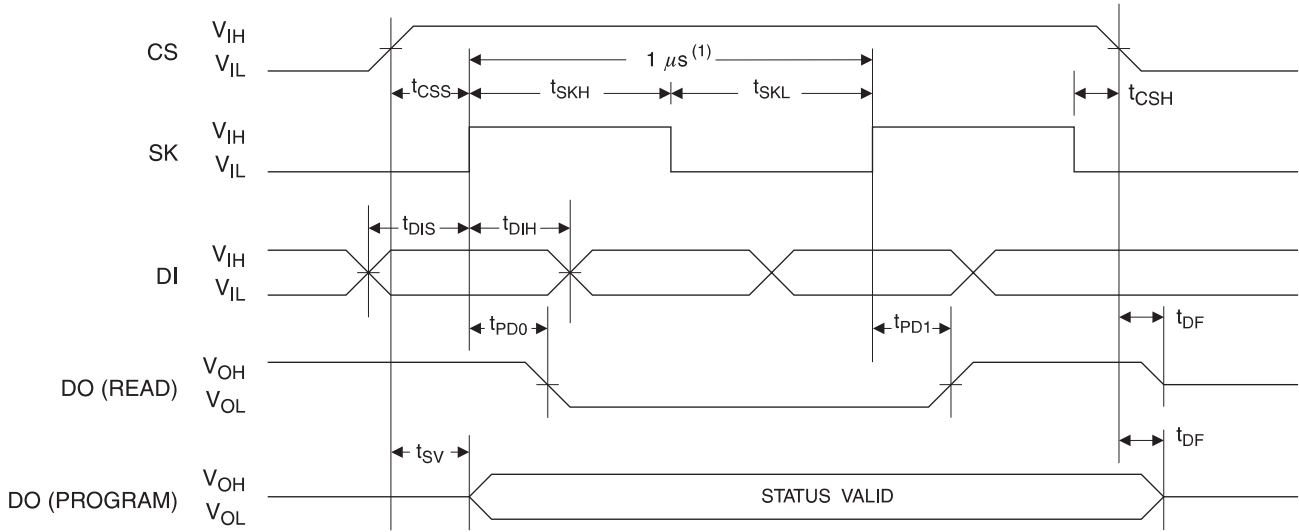 CS
V_IH
V_IL
1 μs(1)
t_CSS
t_SKH
t_SKL
t_CSH
SK
V_IH
V_IL
t_DIS
t_DIH
DI
V_IH
V_IL
t_PD0
t_PD1
t_DF
DO (READ)
V_OH
V_OL
t_SV
t_DF
DO (PROGRAM)
V_OH
V_OL
STATUS VALID